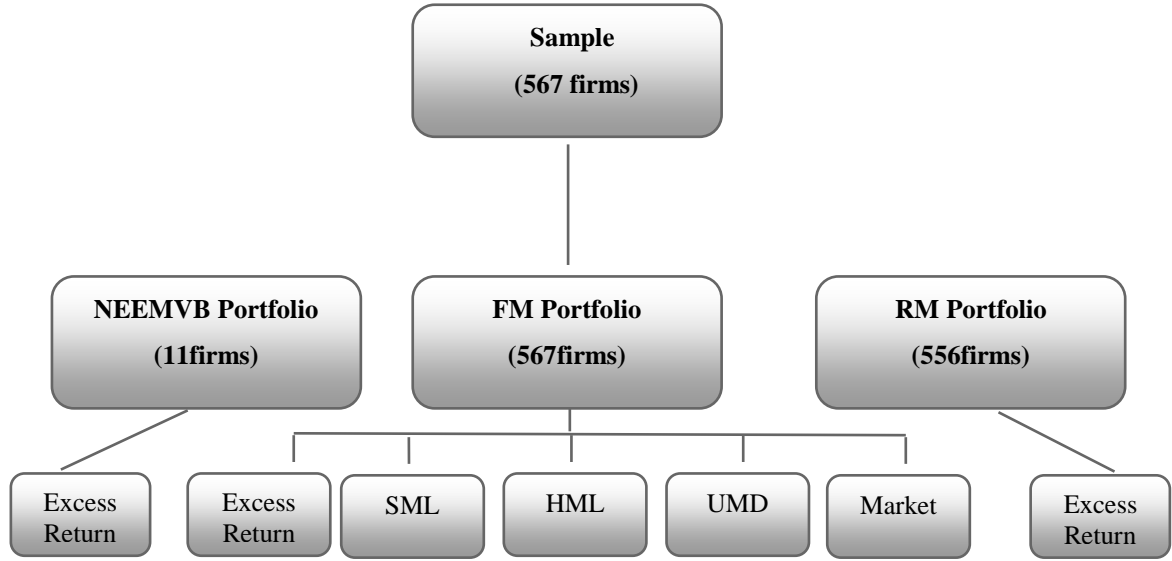 Sample
(567 firms)
NEEMVB Portfolio
(11firms)
FM Portfolio
(567firms)
RM Portfolio
(556firms)
Excess
Return
Excess
Return
SML
HML
UMD
Market
Excess
Return